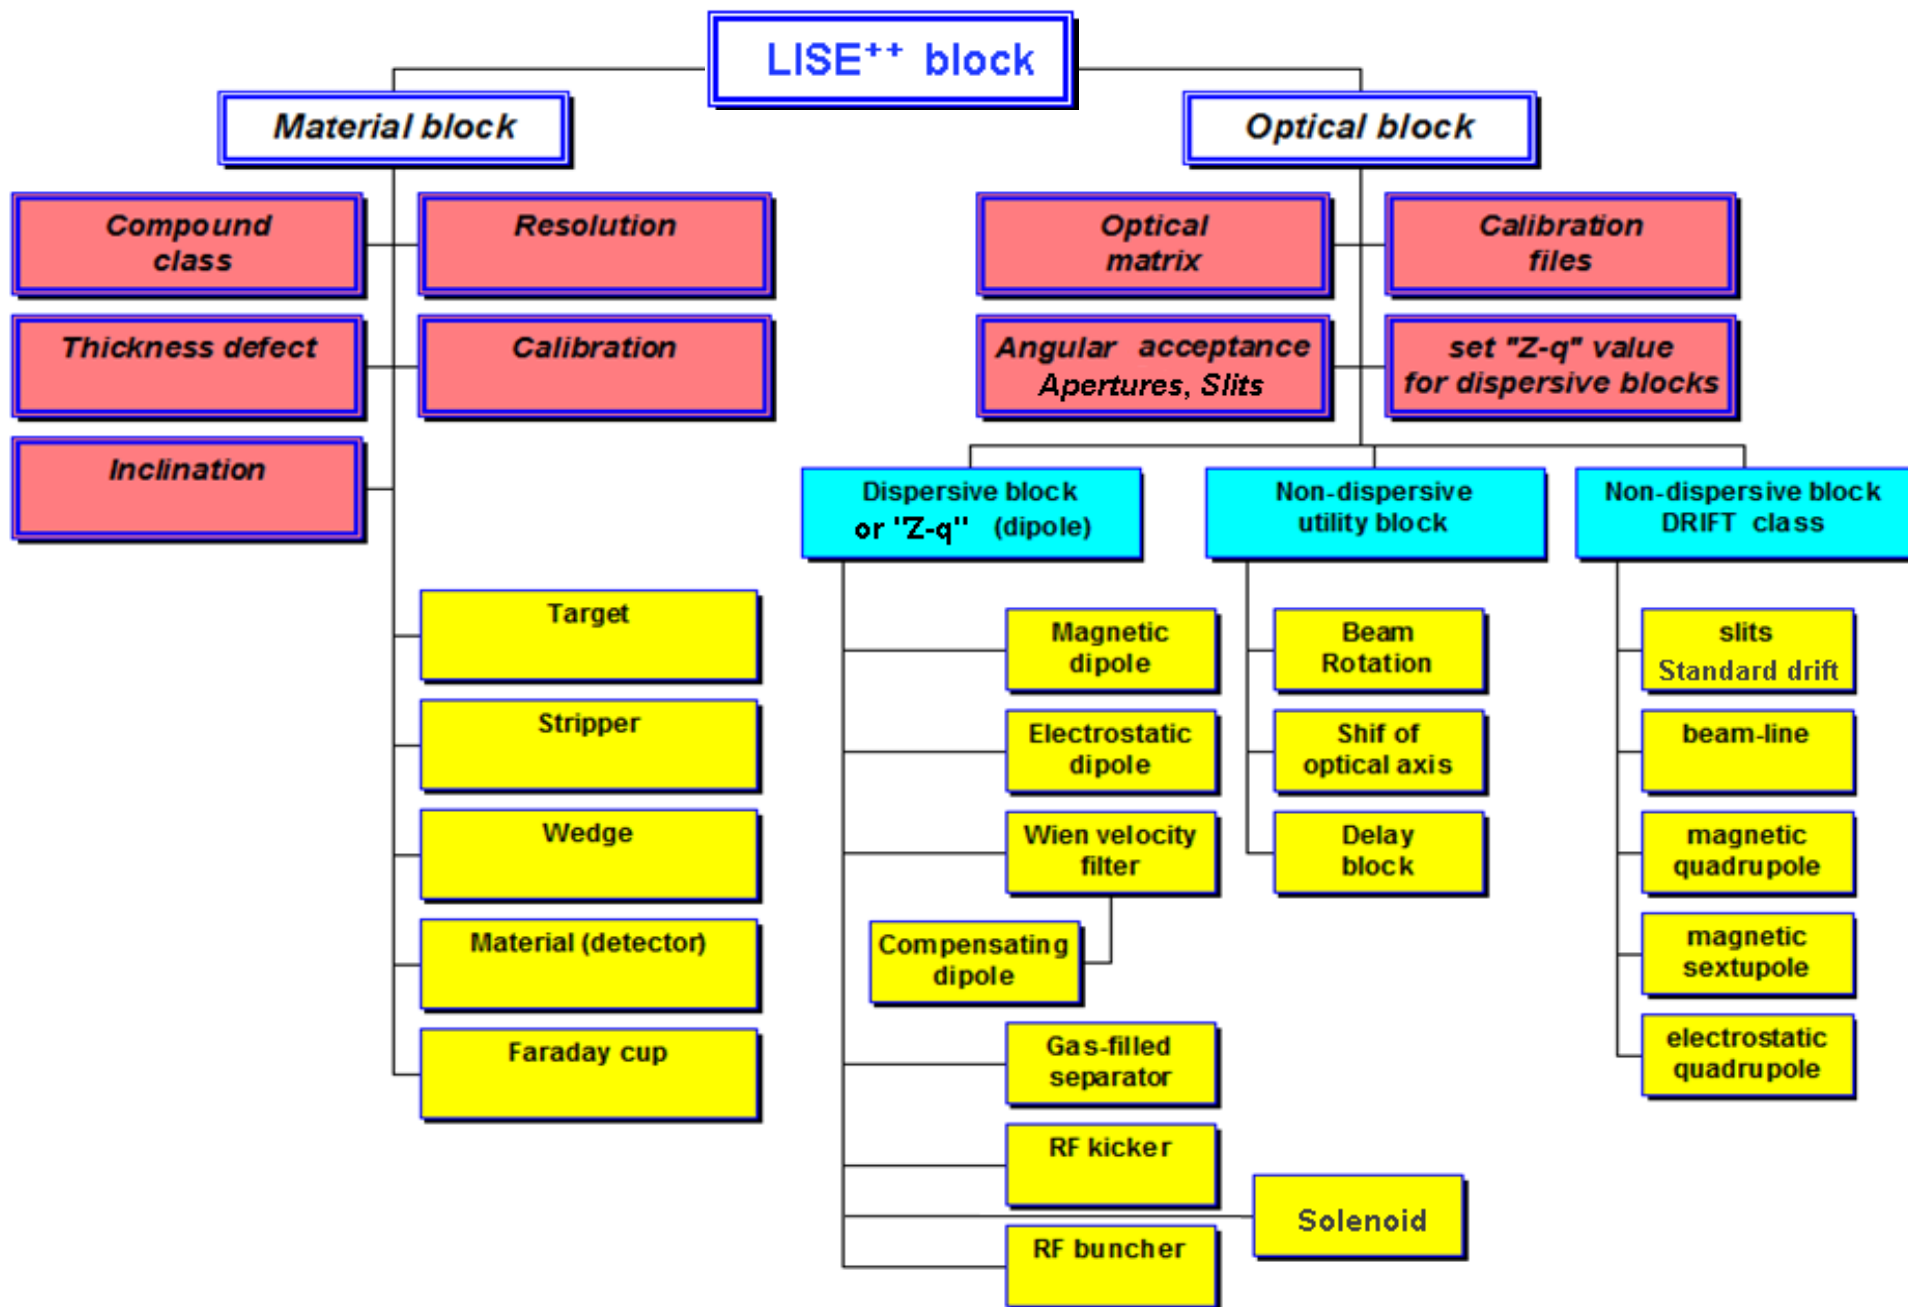 LISE++ block
Material block
Optical block
Compound
class
Resolution
Thickness defect
Calibration
Inclination
Optical
matrix
Calibration
files
Angular acceptance
Apertures, Slits
set "Z-q" value
for dispersive blocks
Dispersive block
or "Z-q" (dipole)
Non-dispersive
utility block
Non-dispersive block
DRIFT class
Target
Stripper
Wedge
Material (detector)
Faraday cup
Magnetic
dipole
Electrostatic
dipole
Wien velocity
filter
Compensating
dipole
Gas-filled
separator
RF kicker
Solenoid
RF buncher
Beam
Rotation
Shif of
optical axis
Delay
block
slits
Standard drift
beam-line
magnetic
quadrupole
magnetic
sextupole
electrostatic
quadrupole